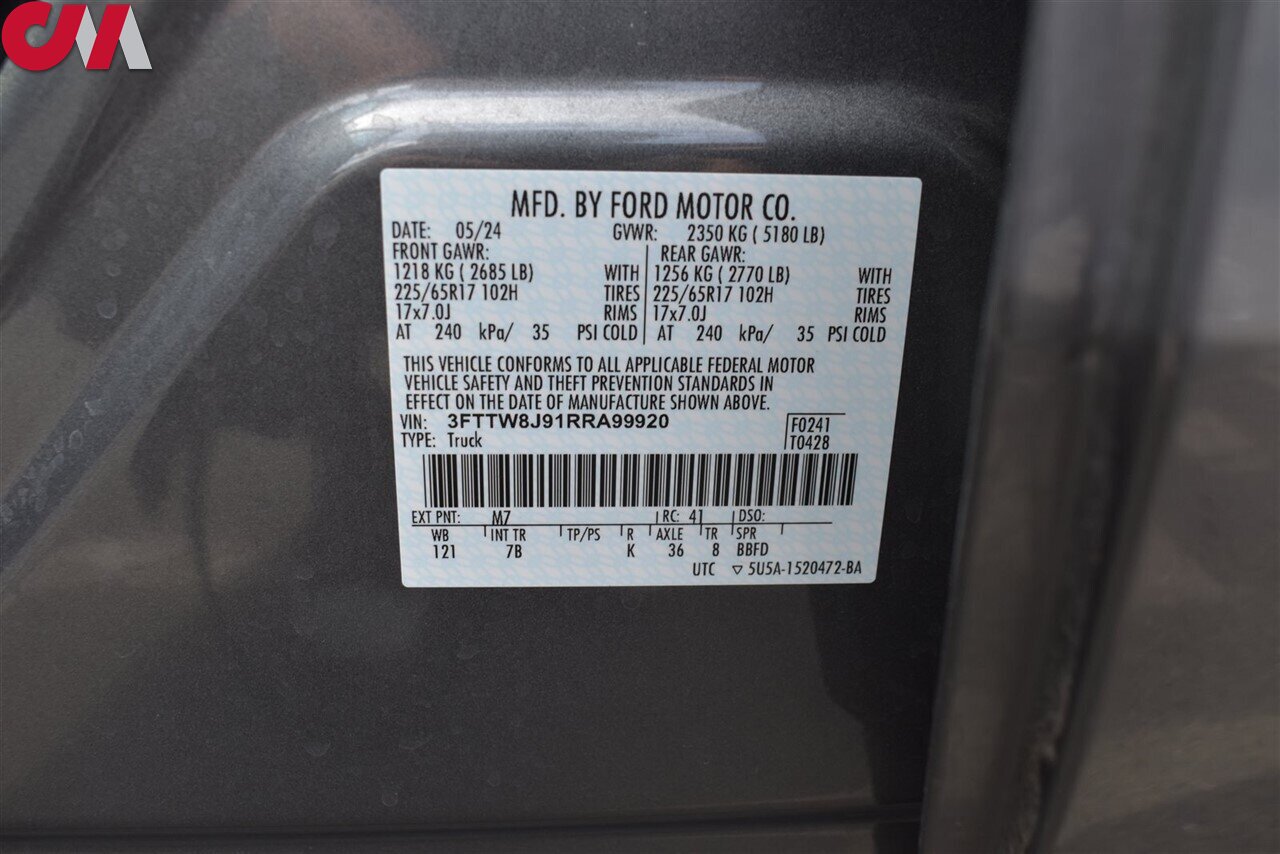 CM
MFD. BY FORD MOTOR CO.
DATE: 05/24 GVWR: 2350 KG ( 5180 LB)
FRONT GAWR: REAR GAWR:
1218 KG ( 2685 LB) WITH 1256 KG ( 2770 LB) WITH
225/65R17 102H TIRES 225/65R17 102H TIRES
17x7.0J RIMS 17x7.0J RIMS
AT 240 kPa/ 35 PSI COLD AT 240 kPa/ 35 PSI COLD
THIS VEHICLE CONFORMS TO ALL APPLICABLE FEDERAL MOTOR
VEHICLE SAFETY AND THEFT PREVENTION STANDARDS IN
EFFECT ON THE DATE OF MANUFACTURE SHOWN ABOVE.
VIN: 3FTTW8J91RRA99920 F0241
TYPE: Truck T0428
EXT PNT: M7 RC: 41 DSO:
WB INT TR TP/PS R AXLE TR SPR
121 7B K 36 8 BBFD
UTC ▽ 5U5A-1520472-BA